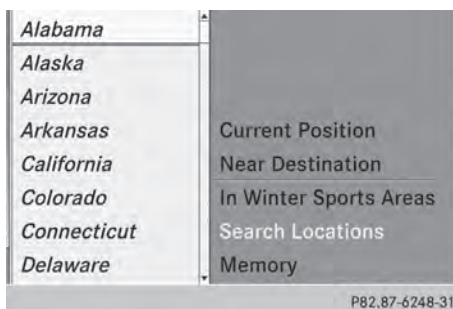 Alabama
Alaska
Arizona
Arkansas
California
Colorado
Connecticut
Delaware
Current Position
Near Destination
In Winter Sports Areas
Search Locations
Memory
P82.87-6248-31